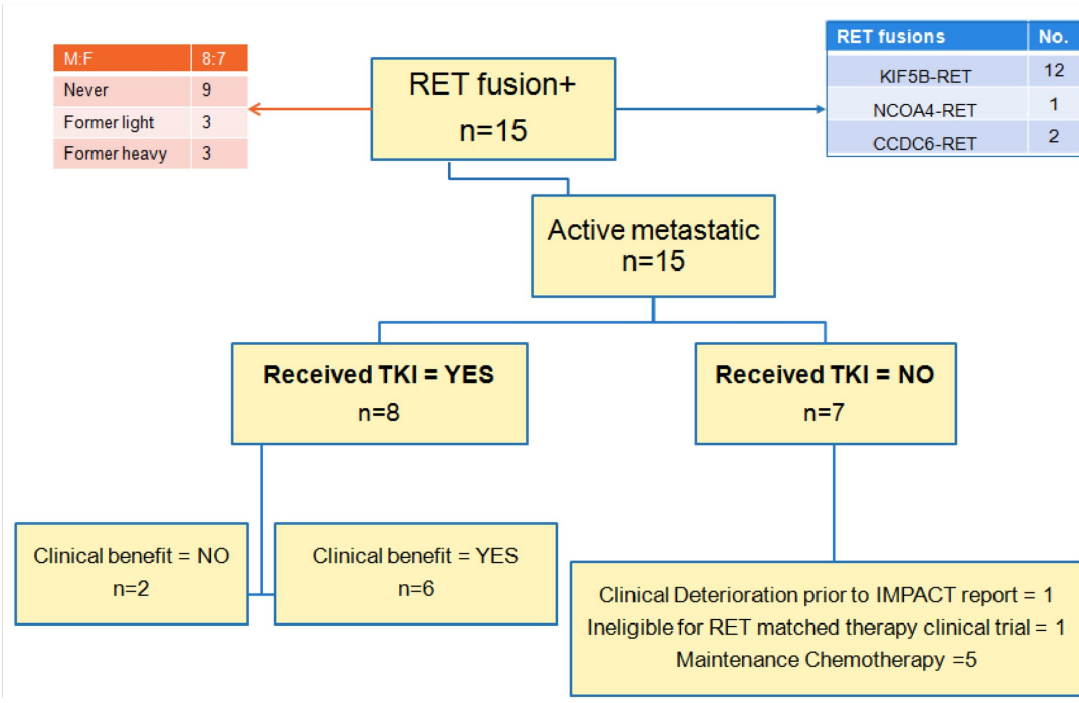 M:F 8:7
Never 9
Former light 3
Former heavy 3
RET fusion+
n=15
RET fusions No.
KIF5B-RET 12
NCOA4-RET 1
CCDC6-RET 2
Active metastatic
n=15
Received TKI = YES
n=8
Received TKI = NO
n=7
Clinical benefit = NO
n=2
Clinical benefit = YES
n=6
Clinical Deterioration prior to IMPACT report = 1
Ineligible for RET matched therapy clinical trial = 1
Maintenance Chemotherapy =5